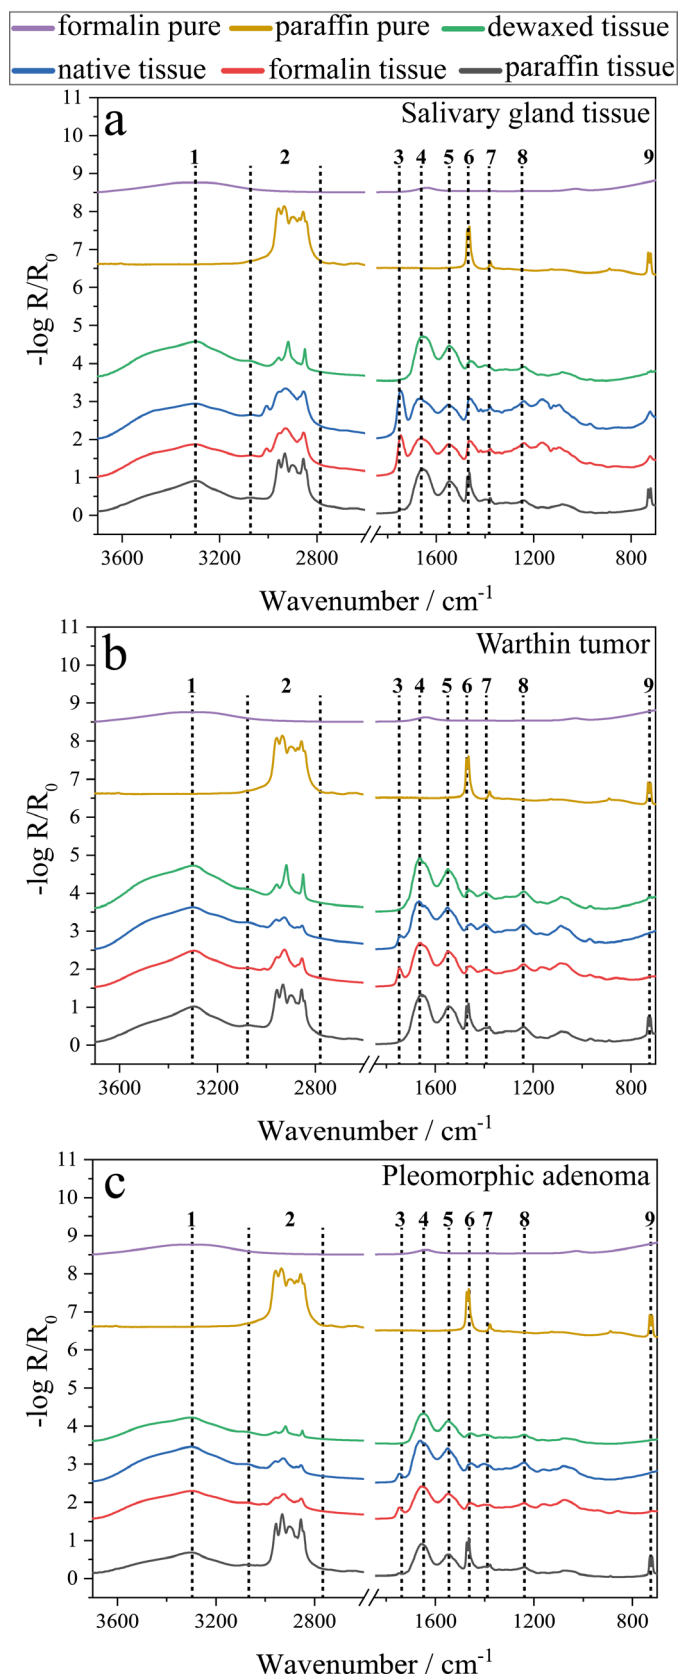 formalin pure paraffin pure dewaxed tissue
native tissue formalin tissue paraffin tissue
a Salivary gland tissue
11
10
9
8
7
6
5
4
3
2
1
0
1 2 3 4 5 6 7 8 9
-log R/R0
3600 3200 2800 1600 1200 800
Wavenumber / cm-1
b Warthin tumor
11
10
9
8
7
6
5
4
3
2
1
0
1 2 3 4 5 6 7 8 9
-log R/R0
3600 3200 2800 1600 1200 800
Wavenumber / cm-1
c Pleomorphic adenoma
11
10
9
8
7
6
5
4
3
2
1
0
1 2 3 4 5 6 7 8 9
-log R/R0
3600 3200 2800 1600 1200 800
Wavenumber / cm-1